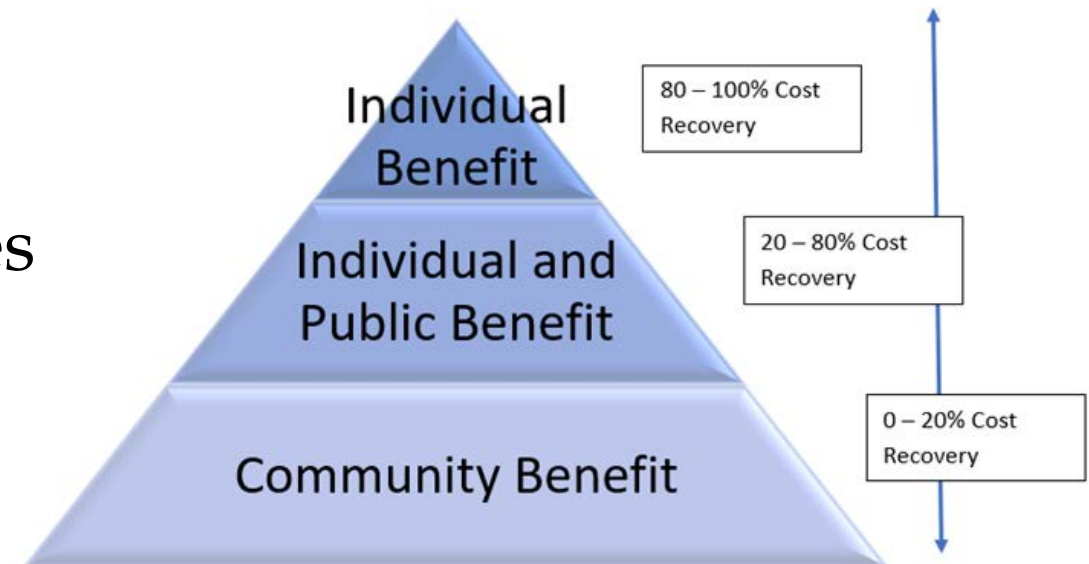 Individual
Benefit
80 – 100% Cost
Recovery
es
Individual and
Public Benefit
20 – 80% Cost
Recovery
Community Benefit
0 – 20% Cost
Recovery